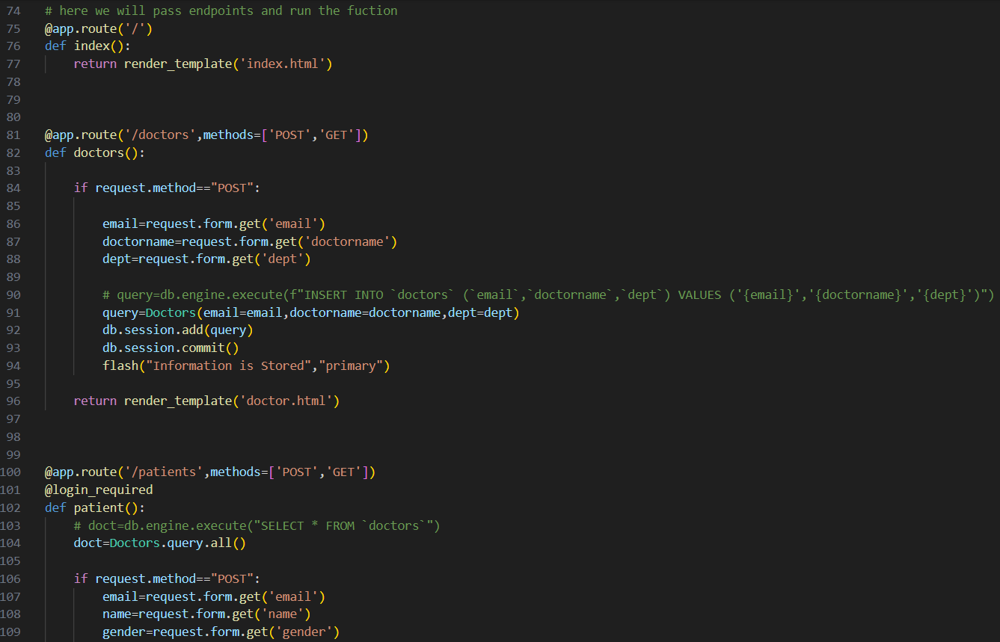 74 # here we will pass endpoints and run the fuction
75 @app.route('/')
76 def index():
77     return render_template('index.html')
78
79
80
81 @app.route('/doctors',methods=['POST','GET'])
82 def doctors():
83
84     if request.method=="POST":
85
86         email=request.form.get('email')
87         doctorname=request.form.get('doctorname')
88         dept=request.form.get('dept')
89
90         # query=db.engine.execute(f"INSERT INTO `doctors` (`email`,`doctorname`,`dept`) VALUES ('{email}','{doctorname}','{dept}')")
91         query=Doctors(email=email,doctorname=doctorname,dept=dept)
92         db.session.add(query)
93         db.session.commit()
94         flash("Information is Stored","primary")
95
96     return render_template('doctor.html')
97
98
99
100 @app.route('/patients',methods=['POST','GET'])
101 @login_required
102 def patient():
103     # doct=db.engine.execute("SELECT * FROM `doctors`")
104     doct=Doctors.query.all()
105
106     if request.method=="POST":
107         email=request.form.get('email')
108         name=request.form.get('name')
109         gender=request.form.get('gender')